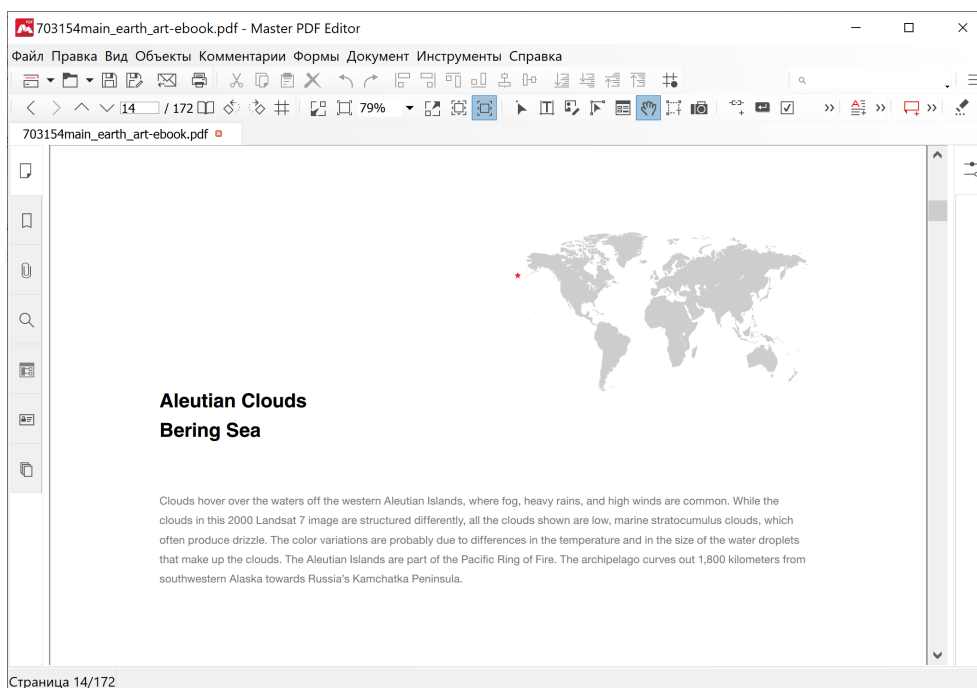 703154main_earth_art-ebook.pdf - Master PDF Editor
Файл Правка Вид Объекты Комментарии Формы Документ Инструменты Справка
14 / 172 79%
703154main_earth_art-ebook.pdf
Aleutian Clouds
Bering Sea
Clouds hover over the waters off the western Aleutian Islands, where fog, heavy rains, and high winds are common. While the
clouds in this 2000 Landsat 7 image are structured differently, all the clouds shown are low, marine stratocumulus clouds, which
often produce drizzle. The color variations are probably due to differences in the temperature and in the size of the water droplets
that make up the clouds. The Aleutian Islands are part of the Pacific Ring of Fire. The archipelago curves out 1,800 kilometers from
southwestern Alaska towards Russia's Kamchatka Peninsula.
Страница 14/172